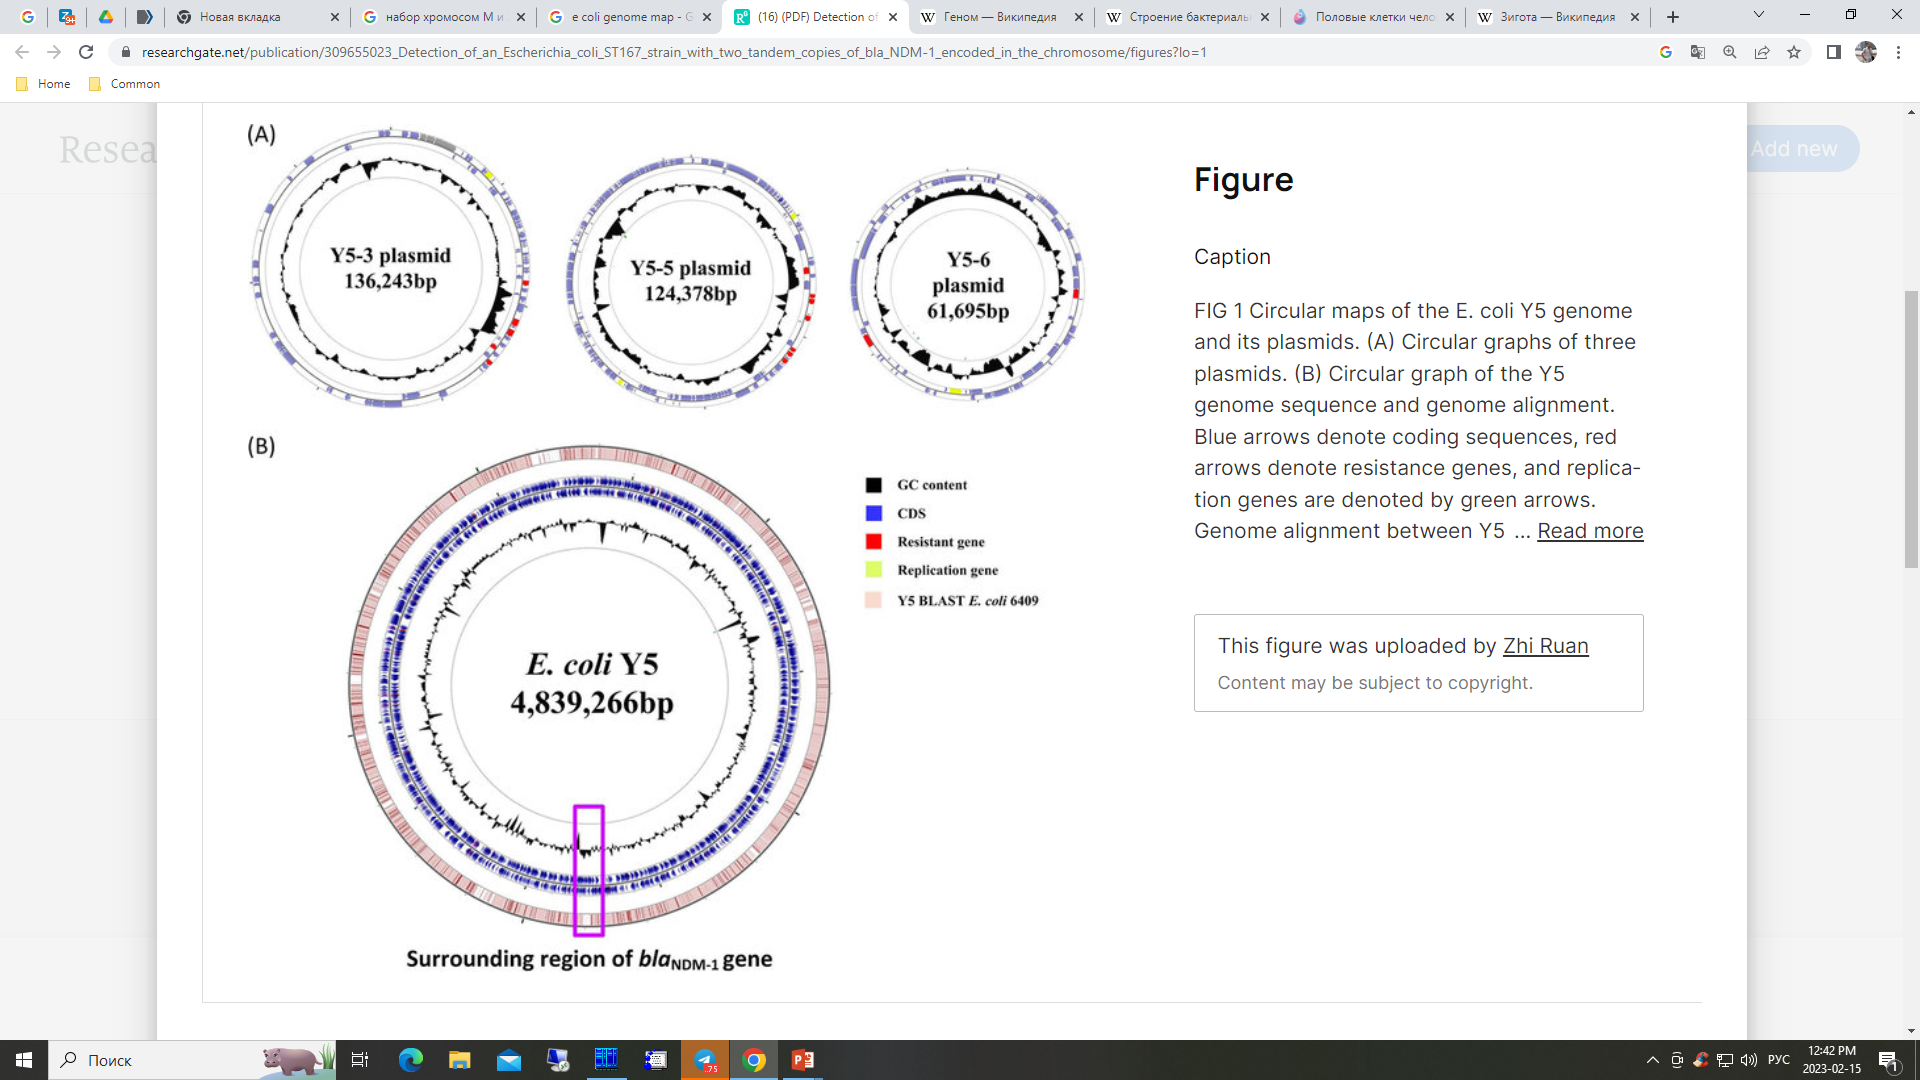 Новая вкладка
набор хромосом М и
e coli genome map - G
(16) (PDF) Detection of
Геном — Википедия
Строение бактериаль
Половые клетки чело
Зигота — Википедия
researchgate.net/publication/309655023_Detection_of_an_Escherichia_coli_ST167_strain_with_two_tandem_copies_of_bla_NDM-1_encoded_in_the_chromosome/figures?lo=1
Home
Common
Resea
Add new
(A)
Y5-3 plasmid
136,243bp
Y5-5 plasmid
124,378bp
Y5-6
plasmid
61,695bp
(B)
E. coli Y5
4,839,266bp
GC content
CDS
Resistant gene
Replication gene
Y5 BLAST E. coli 6409
Surrounding region of blaNDM-1 gene
Figure
Caption
FIG 1 Circular maps of the E. coli Y5 genome
and its plasmids. (A) Circular graphs of three
plasmids. (B) Circular graph of the Y5
genome sequence and genome alignment.
Blue arrows denote coding sequences, red
arrows denote resistance genes, and replica-
tion genes are denoted by green arrows.
Genome alignment between Y5 ... Read more
This figure was uploaded by Zhi Ruan
Content may be subject to copyright.
Поиск
РУС
12:42 PM
2023-02-15